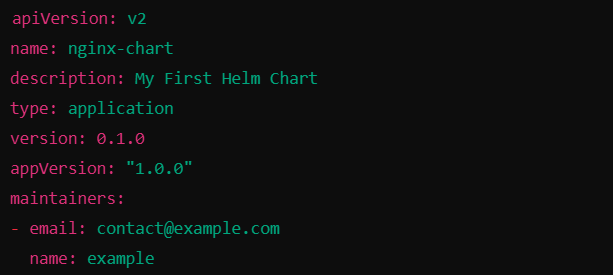 apiVersion: v2
name: nginx-chart
description: My First Helm Chart
type: application
version: 0.1.0
appVersion: "1.0.0"
maintainers:
- email: contact@example.com
  name: example